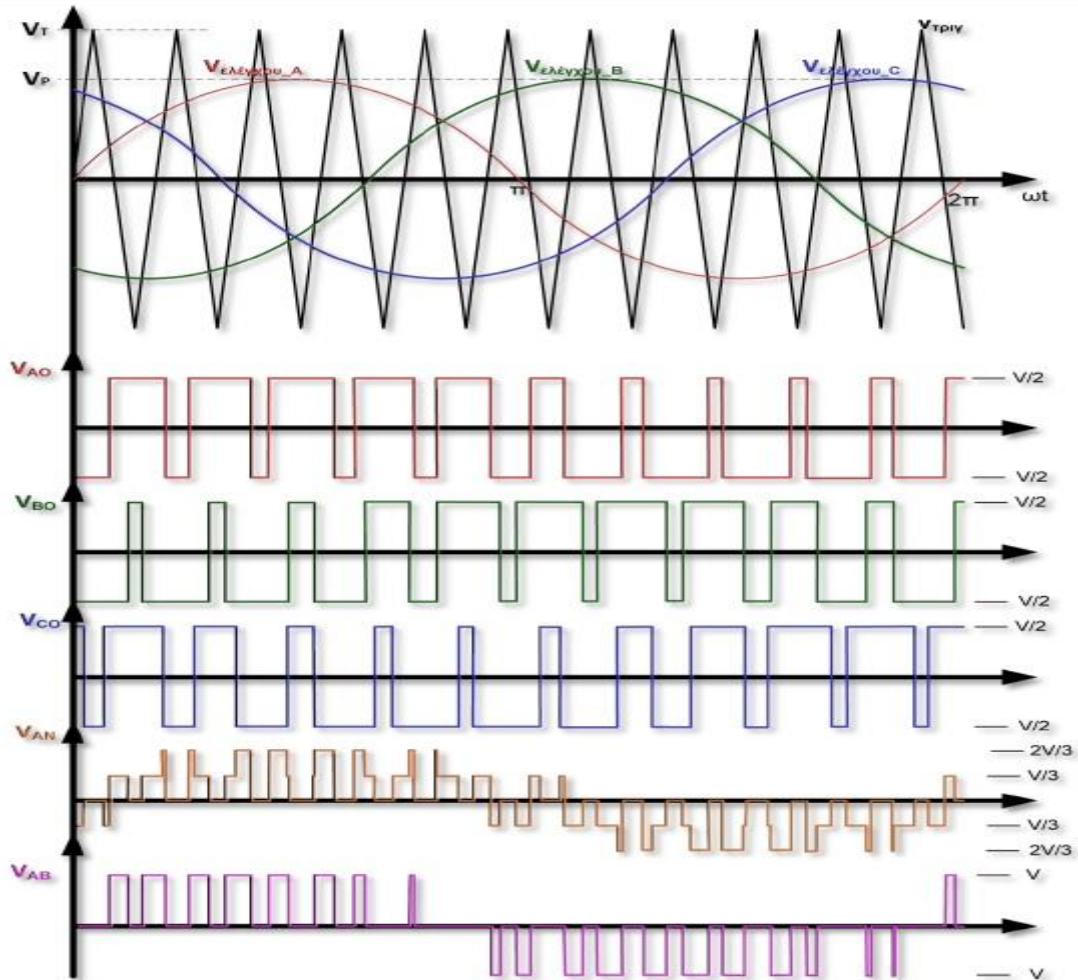 VT
Vτριγ
VP
Vελέγχου_A
Vελέγχου_B
Vελέγχου_C
π
2π
ωt
VAO
V/2
V/2
VBO
V/2
V/2
VCO
V/2
V/2
VAN
2V/3
V/3
V/3
2V/3
VAB
V
V